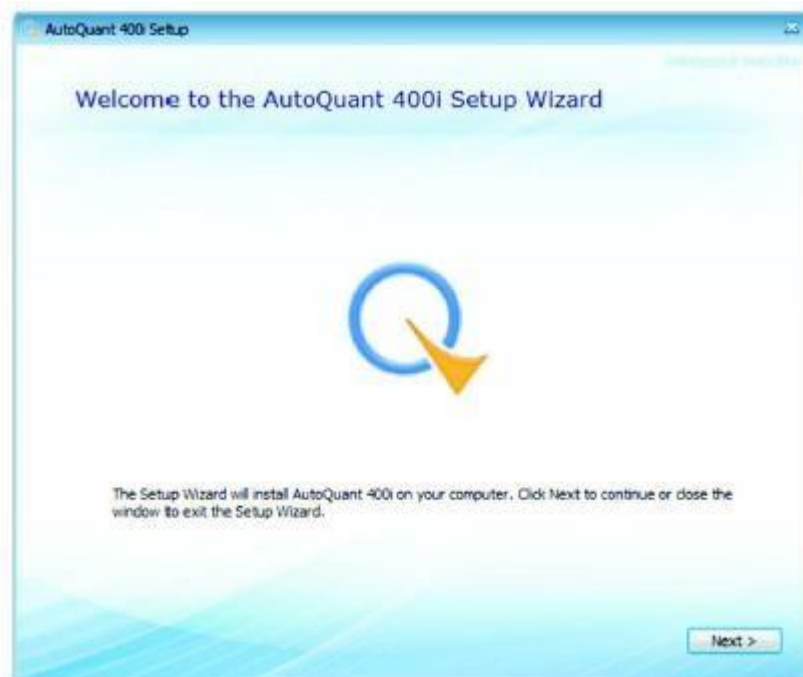 AutoQuant 400i Setup
Welcome to the AutoQuant 400i Setup Wizard
The Setup Wizard will install AutoQuant 400i on your computer. Click Next to continue or close the
window to exit the Setup Wizard.
Next >